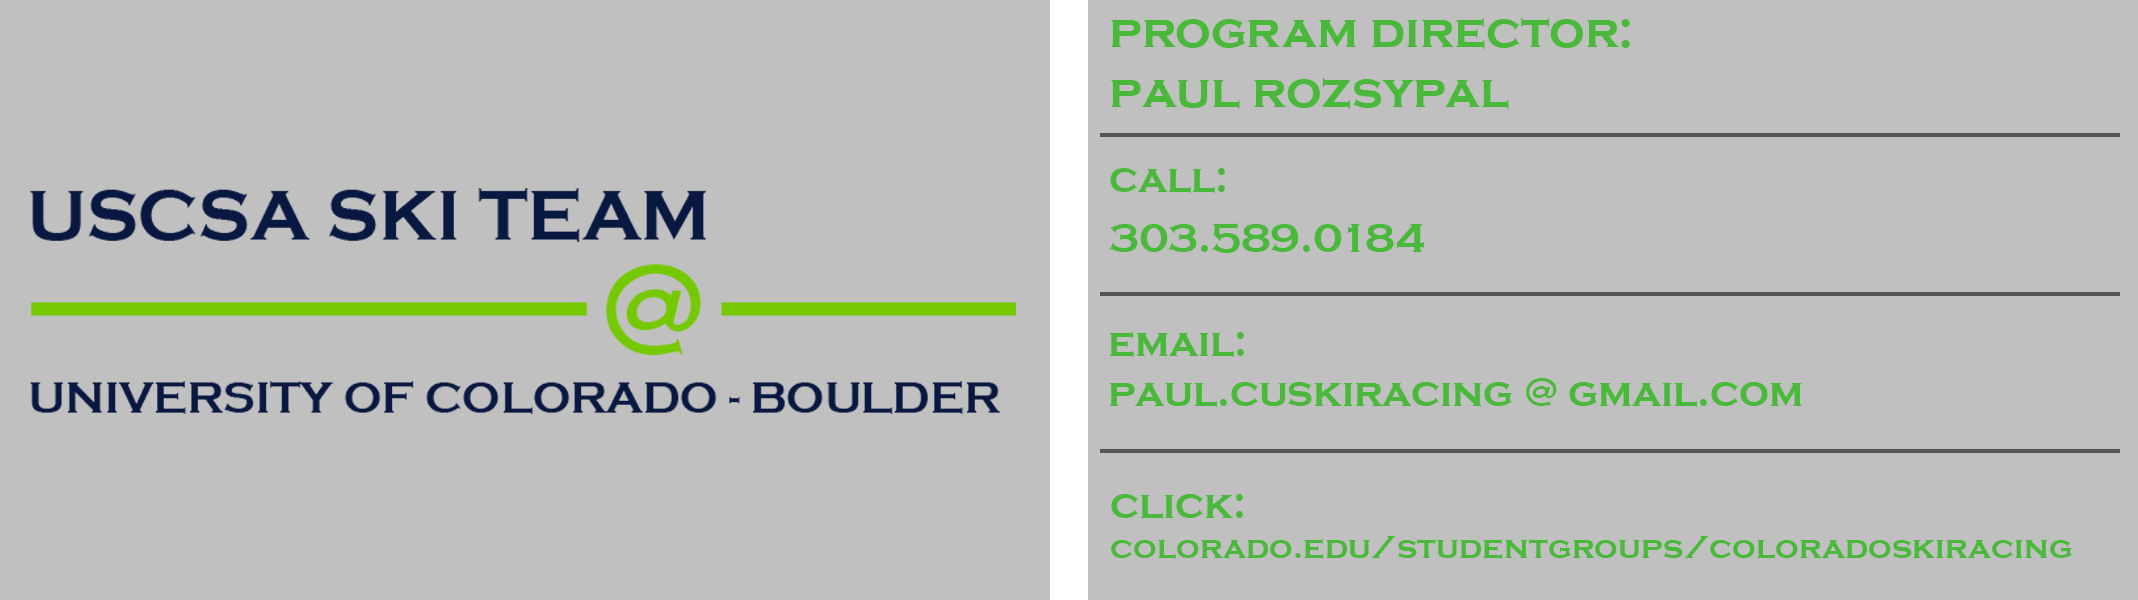 USCSA SKI TEAM
@
UNIVERSITY OF COLORADO - BOULDER
PROGRAM DIRECTOR:
PAUL ROZSYPAL
CALL:
303.589.0184
EMAIL:
PAUL.CUSKIRACING @ GMAIL.COM
CLICK:
COLORADO.EDU/STUDENTGROUPS/COLORADOSKIRACING